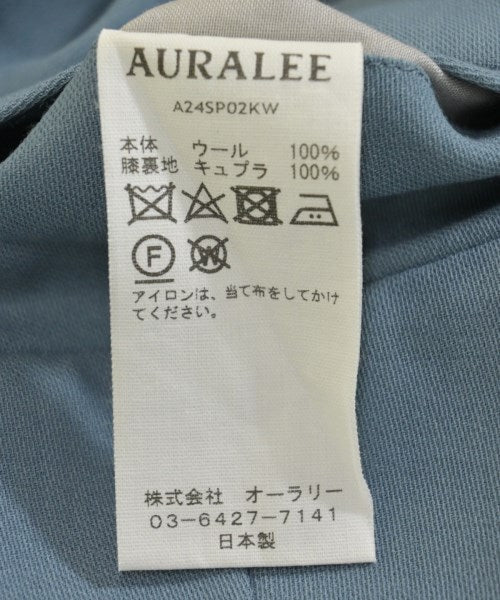 AURALEE
A24SP02KW
本体 ウール 100%
膝裏地 キュプラ 100%
F W
アイロンは、当て布をしてかけ
てください。
株式会社 オーラリー
03-6427-7141
日本製